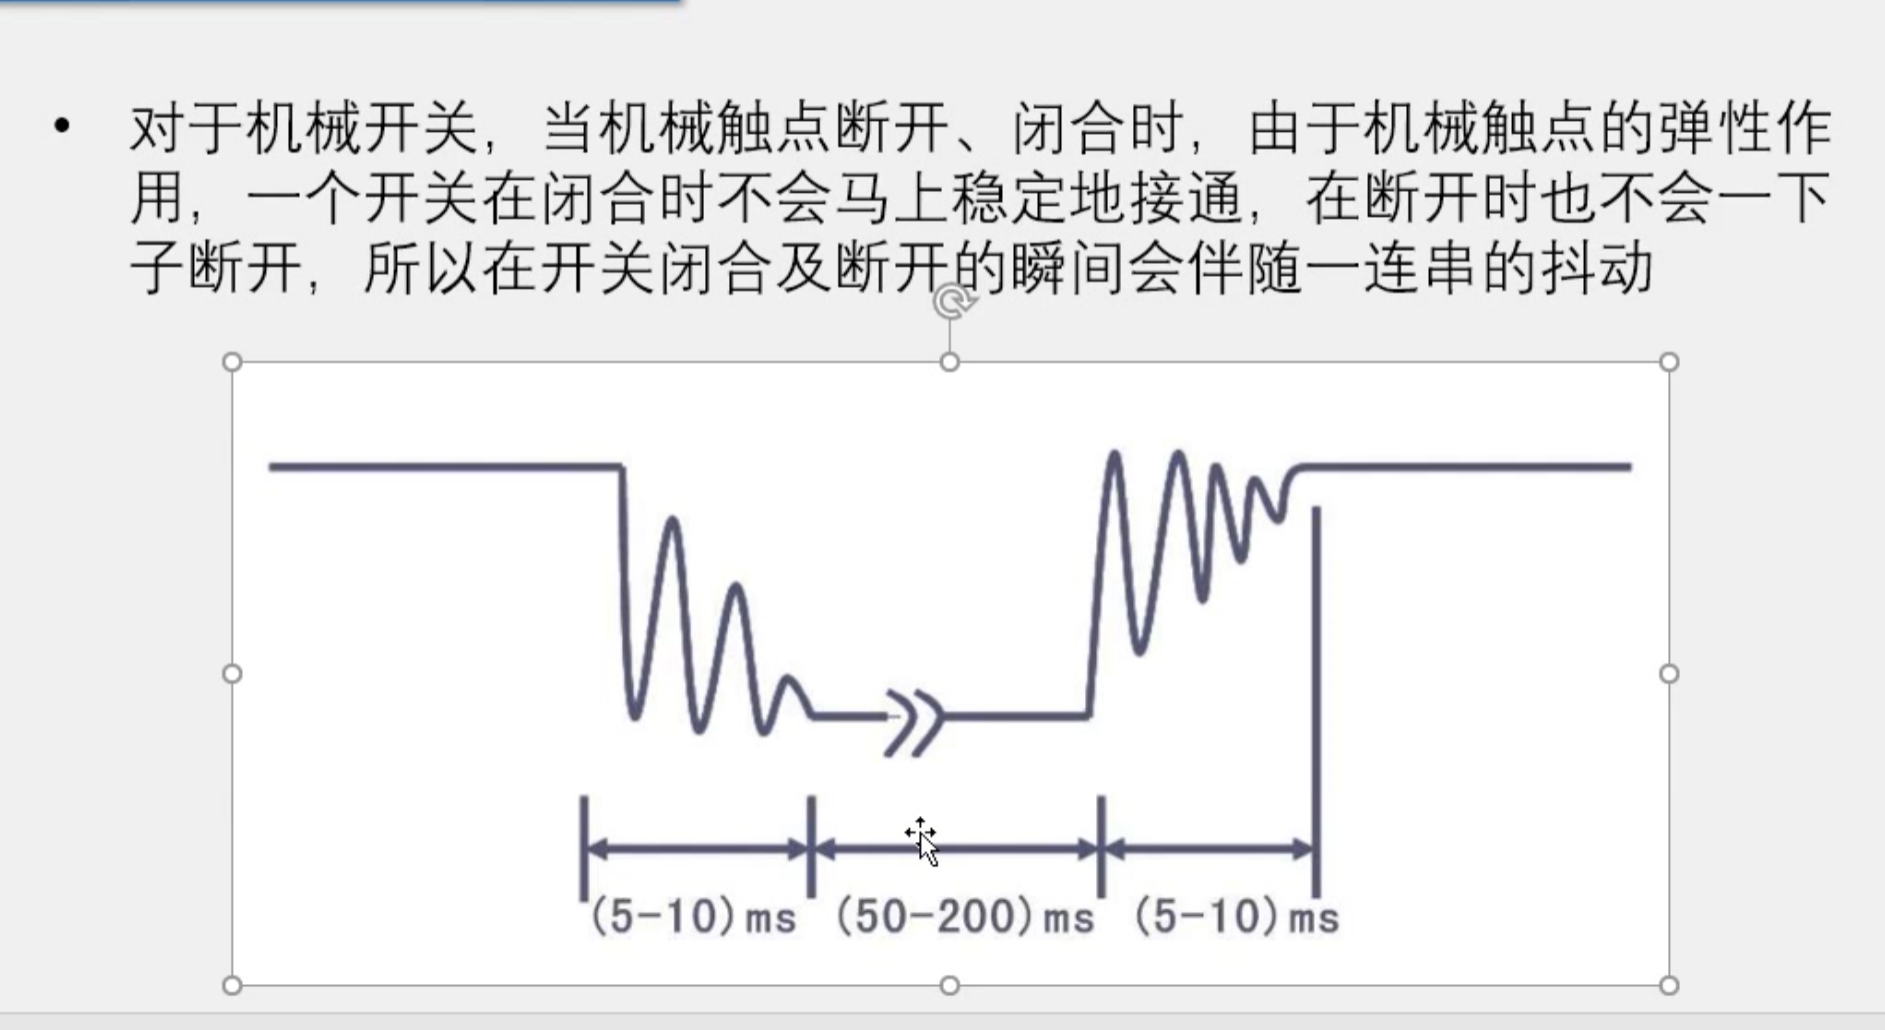 • 对于机械开关，当机械触点断开、闭合时，由于机械触点的弹性作
用，一个开关在闭合时不会马上稳定地接通，在断开时也不会一下
子断开，所以在开关闭合及断开的瞬间会伴随一连串的抖动
(5-10)ms (50-200)ms (5-10)ms